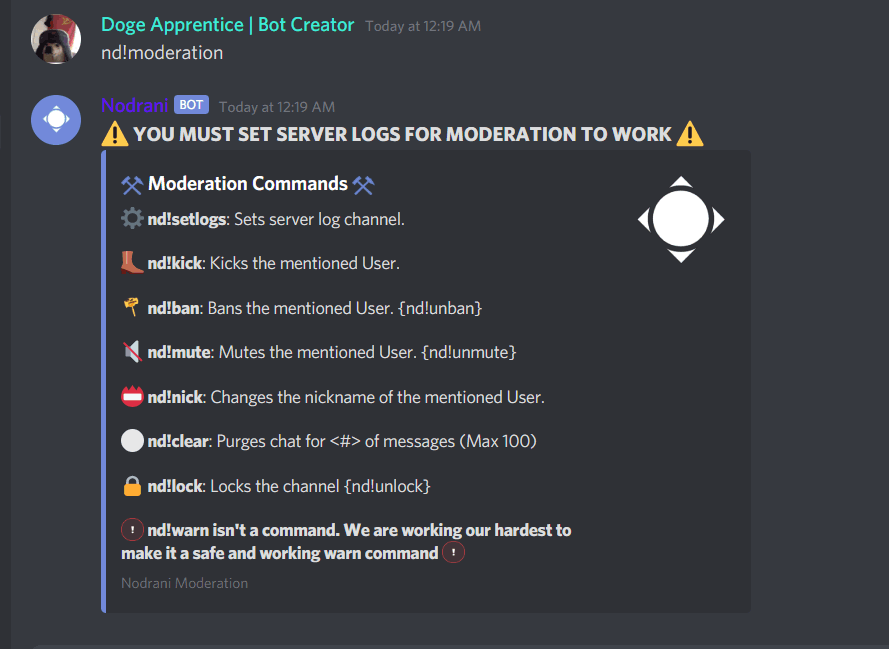 Doge Apprentice | Bot Creator Today at 12:19 AM
nd!moderation
Nodrani BOT Today at 12:19 AM
⚠️ YOU MUST SET SERVER LOGS FOR MODERATION TO WORK ⚠️
⚒ Moderation Commands ⚒
⚙️ nd!setlogs: Sets server log channel.
👢 nd!kick: Kicks the mentioned User.
nd!ban: Bans the mentioned User. {nd!unban}
🔇 nd!mute: Mutes the mentioned User. {nd!unmute}
📛 nd!nick: Changes the nickname of the mentioned User.
⚪ nd!clear: Purges chat for <#> of messages (Max 100)
🔒 nd!lock: Locks the channel {nd!unlock}
! nd!warn isn't a command. We are working our hardest to
make it a safe and working warn command !
Nodrani Moderation